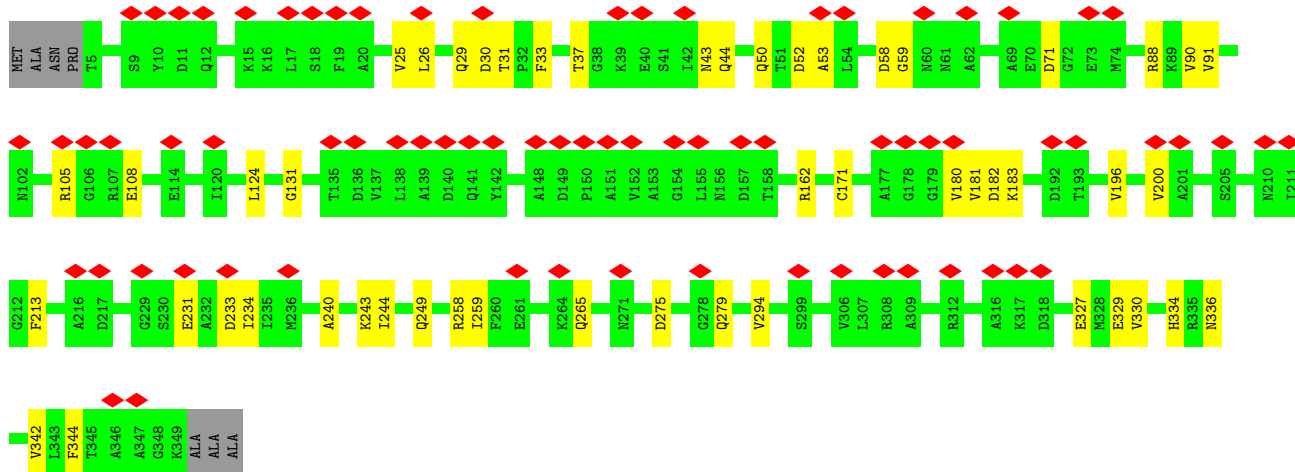 MET ALA ASN PRO T5 S9 Y10 D11 Q12 K15 K16 L17 S18 F19 A20 V25 L26 Q29 D30 T31 P32 F33 T37 G38 K39 E40 S41 I42 N43 Q44 Q50 T51 D52 A53 L54 D58 G59 N60 N61 A62 A69 E70 D71 G72 E73 M74 R88 K89 V90 V91
N102 R105 G106 R107 E108 E114 I120 L124 G131 T135 D136 V137 L138 A139 D140 Q141 Y142 A148 D149 P150 A151 V152 A153 G154 L155 N156 D157 T158 R162 C171 A177 G178 G179 V180 V181 D182 K183 D192 T193 V196 V200 A201 S205 N210 I211
G212 F213 A216 D217 G229 S230 E231 A232 D233 I234 I235 M236 A240 K243 I244 Q249 R258 I259 F260 E261 K264 Q265 N271 D275 G278 Q279 V294 S299 V306 L307 R308 A309 R312 A316 K317 D318 E327 M328 E329 V330 H334 R335 N336
V342 L343 F344 T345 A346 A347 G348 K349 ALA ALA ALA